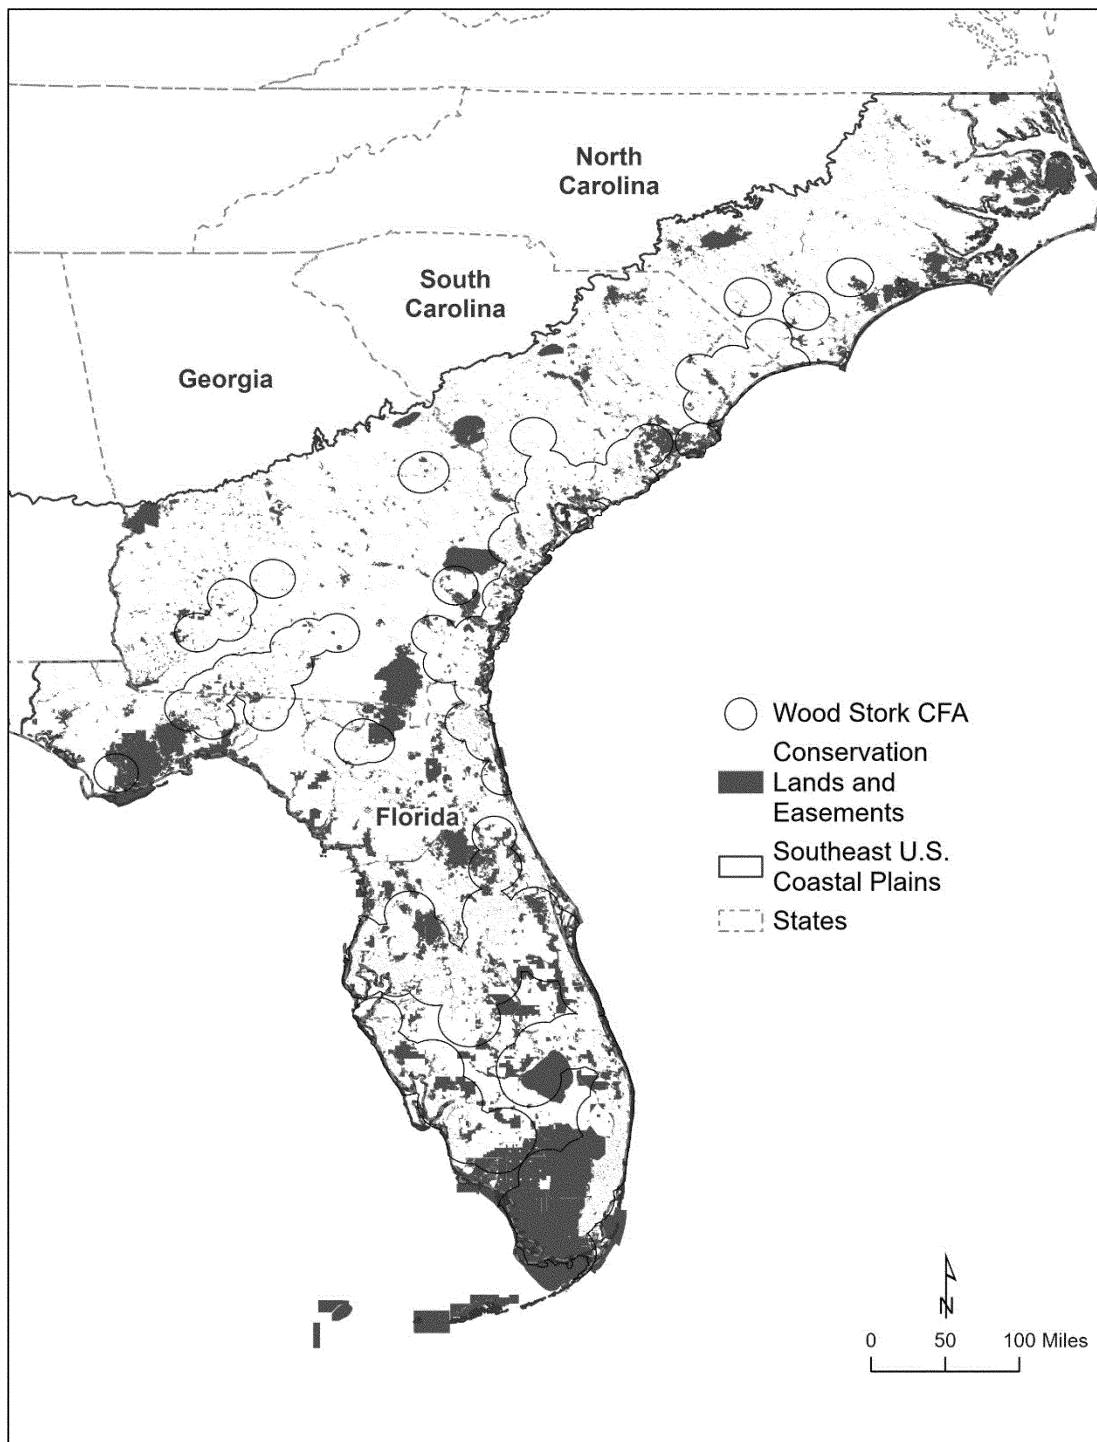 North
Carolina
South
Carolina
Georgia
Florida
Wood Stork CFA
Conservation
Lands and
Easements
Southeast U.S.
Coastal Plains
States
N
0 50 100 Miles